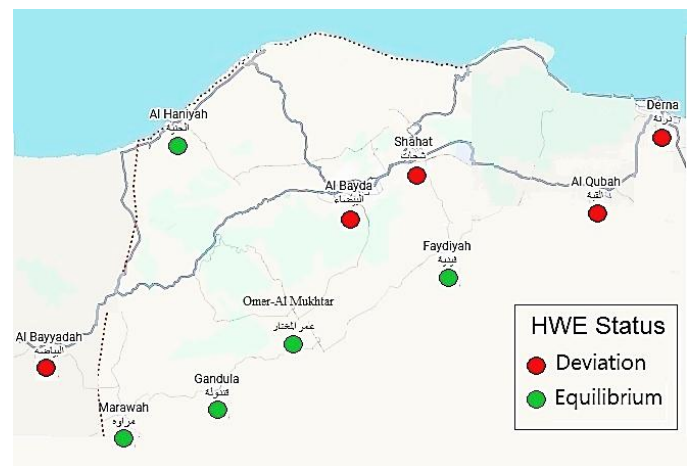 Derna
درنة
Al Haniyah
الحنية
Shahat
شحات
Al Bayda
البيضاء
Al Qubah
القبة
Faydiyah
فيدية
Omer-Al Mukhtar
عمر المختار
HWE Status
Deviation
Equilibrium
Al Bayyadah
البياضة
Gandula
قندولة
Marawah
مراوه